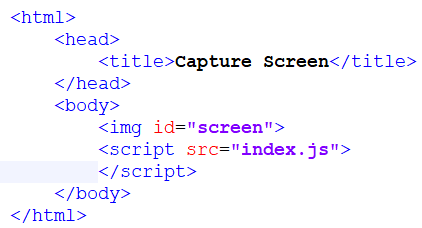 <html>
    <head>
        <title>Capture Screen</title>
    </head>
    <body>
        <img id="screen">
        <script src="index.js">
        </script>
    </body>
</html>